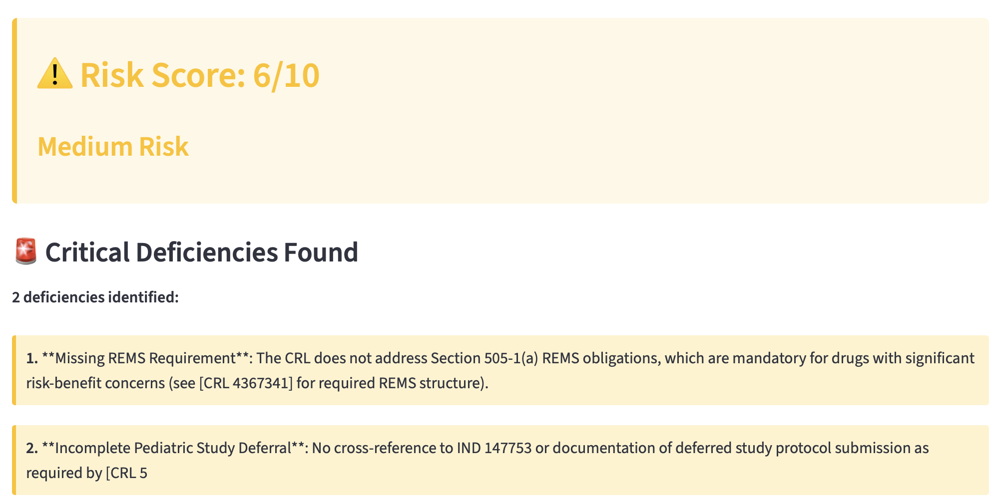 ⚠️ Risk Score: 6/10
Medium Risk
🚨 Critical Deficiencies Found
2 deficiencies identified:
1. **Missing REMS Requirement**: The CRL does not address Section 505-1(a) REMS obligations, which are mandatory for drugs with significant
risk-benefit concerns (see [CRL 4367341] for required REMS structure).
2. **Incomplete Pediatric Study Deferral**: No cross-reference to IND 147753 or documentation of deferred study protocol submission as
required by [CRL 5